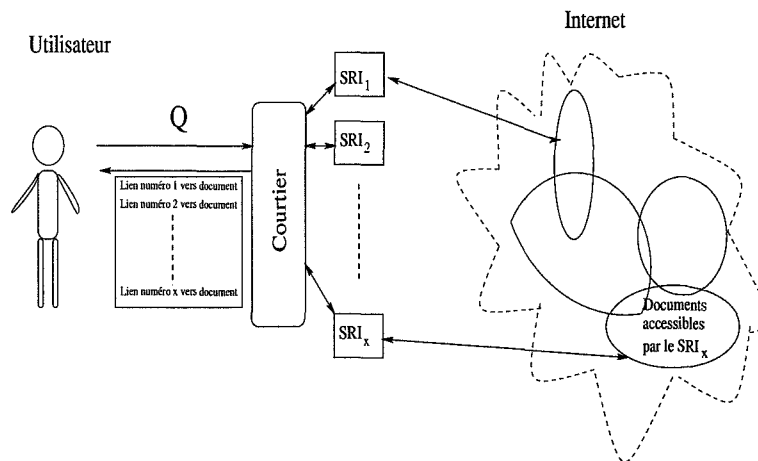 Internet
Utilisateur
SRI1
Q
SRI2
Lien numéro 1 vers document
Lien numéro 2 vers document
Lien numéro x vers document
Courtier
SRIx
Documents
accessibles
par le SRIx